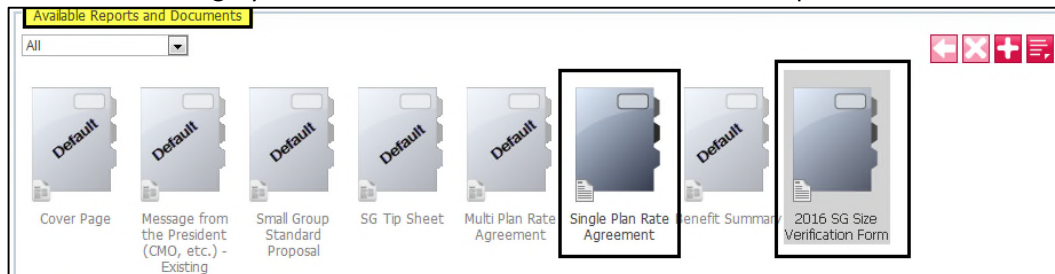 Available Reports and Documents
All
Default
Default
Default
Default
Default
Default
Cover Page
Message from
the President
(CMO, etc.) -
Existing
Small Group
Standard
Proposal
SG Tip Sheet
Multi Plan Rate
Agreement
Single Plan Rate
Agreement
Benefit Summary
2016 SG Size
Verification Form